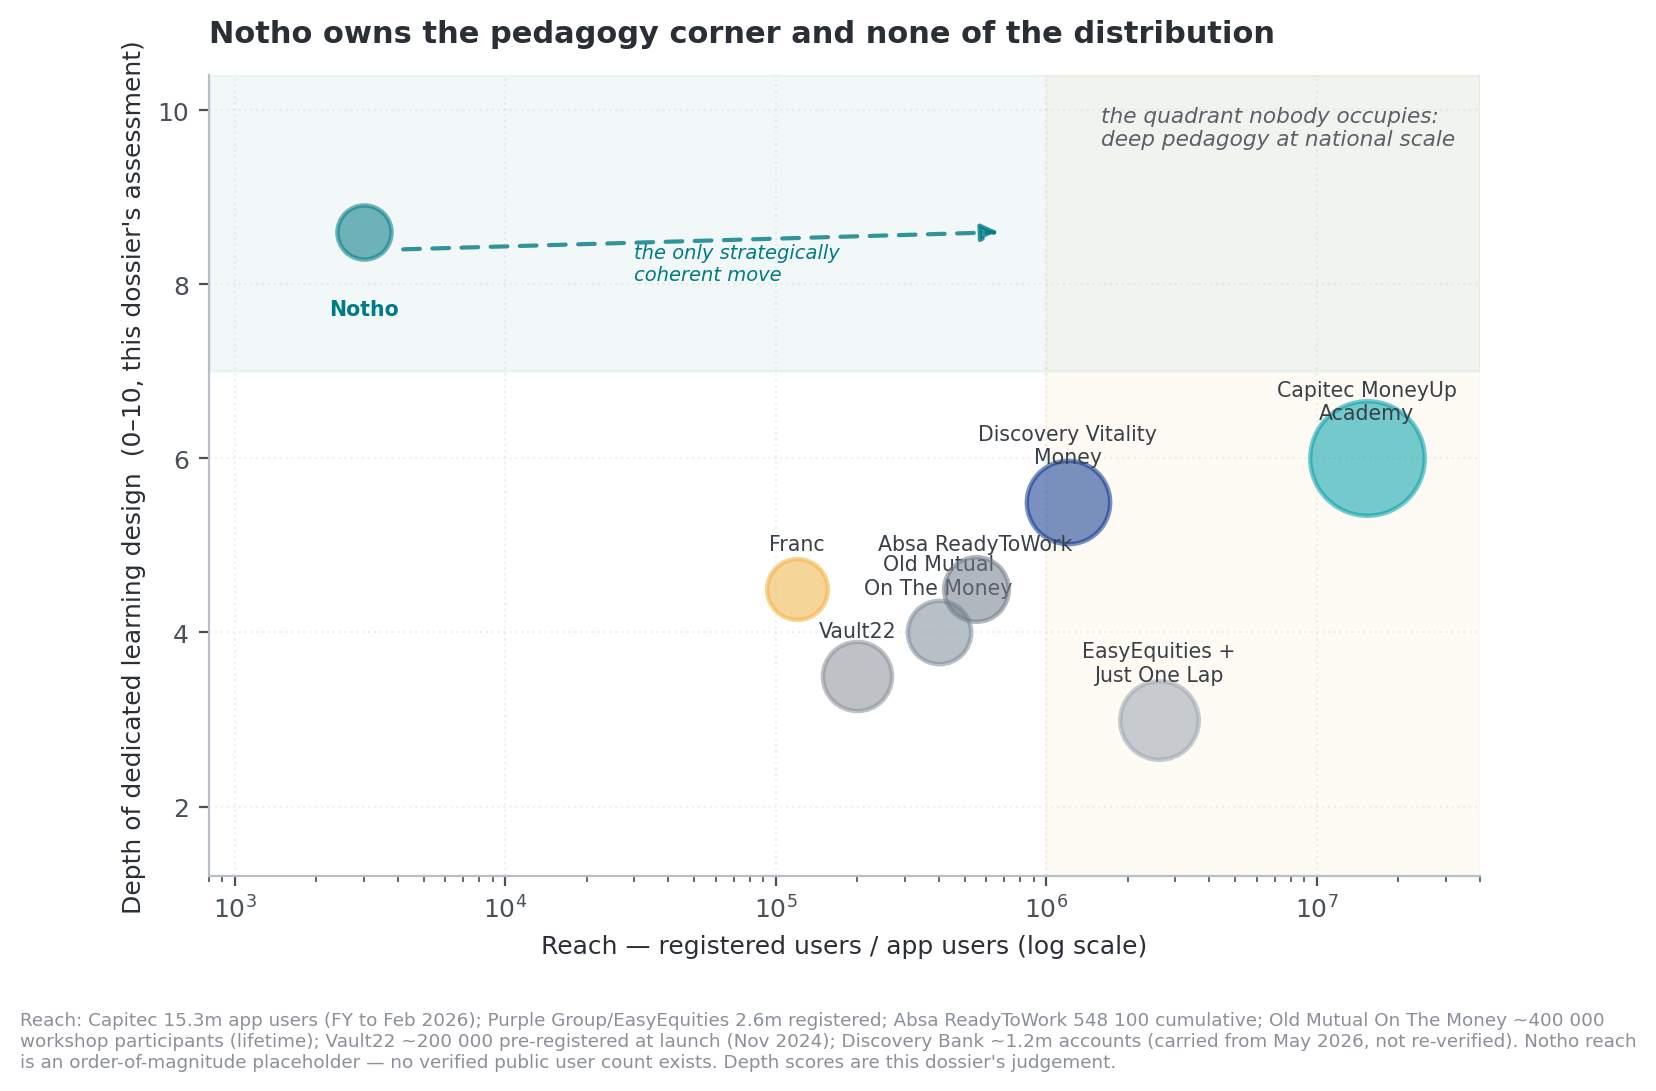 Notho owns the pedagogy corner and none of the distribution
Depth of dedicated learning design (0–10, this dossier's assessment)
10
8
6
4
2
the quadrant nobody occupies:
deep pedagogy at national scale
the only strategically
coherent move
Notho
Capitec MoneyUp
Academy
Discovery Vitality
Money
Franc
Absa ReadyToWork
Old Mutual
On The Money
Vault22
EasyEquities +
Just One Lap
10³
10⁴
10⁵
10⁶
10⁷
Reach — registered users / app users (log scale)
Reach: Capitec 15.3m app users (FY to Feb 2026); Purple Group/EasyEquities 2.6m registered; Absa ReadyToWork 548 100 cumulative; Old Mutual On The Money ~400 000
workshop participants (lifetime); Vault22 ~200 000 pre-registered at launch (Nov 2024); Discovery Bank ~1.2m accounts (carried from May 2026, not re-verified). Notho reach
is an order-of-magnitude placeholder — no verified public user count exists. Depth scores are this dossier's judgement.